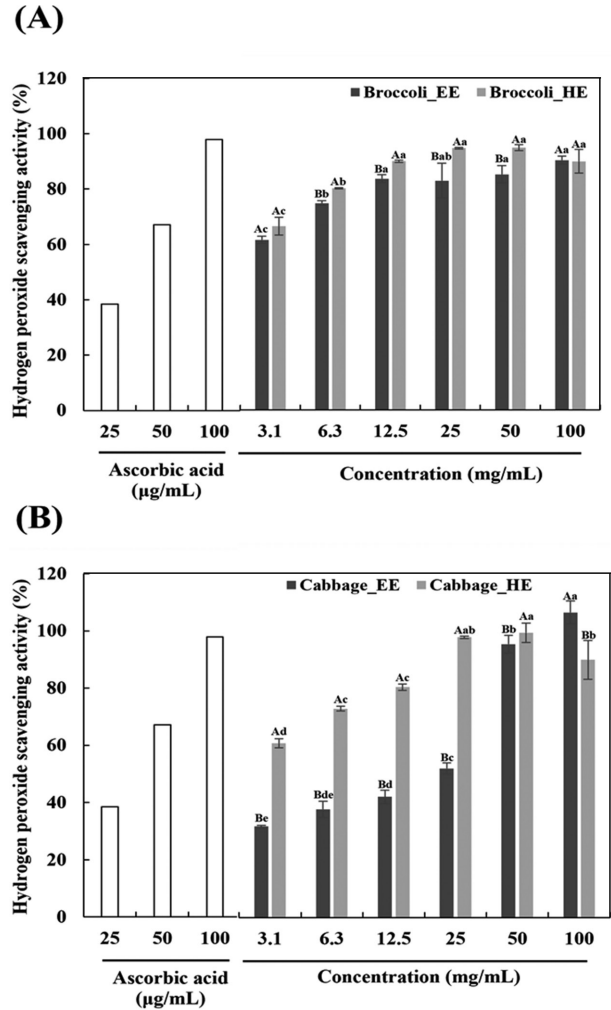 (A)
Hydrogen peroxide scavenging activity (%)
120
100
80
60
40
20
0
Broccoli_EE Broccoli_HE
Ac Ac Bb Ab Ba Aa Bab Aa Ba Aa Aa Aa
25 50 100 3.1 6.3 12.5 25 50 100
Ascorbic acid Concentration (mg/mL)
(µg/mL)
(B)
Hydrogen peroxide scavenging activity (%)
120
100
80
60
40
20
0
Cabbage_EE Cabbage_HE
Be Ad Bde Ac Bd Ac Bc Aab Bb Aa Aa Bb
25 50 100 3.1 6.3 12.5 25 50 100
Ascorbic acid Concentration (mg/mL)
(µg/mL)